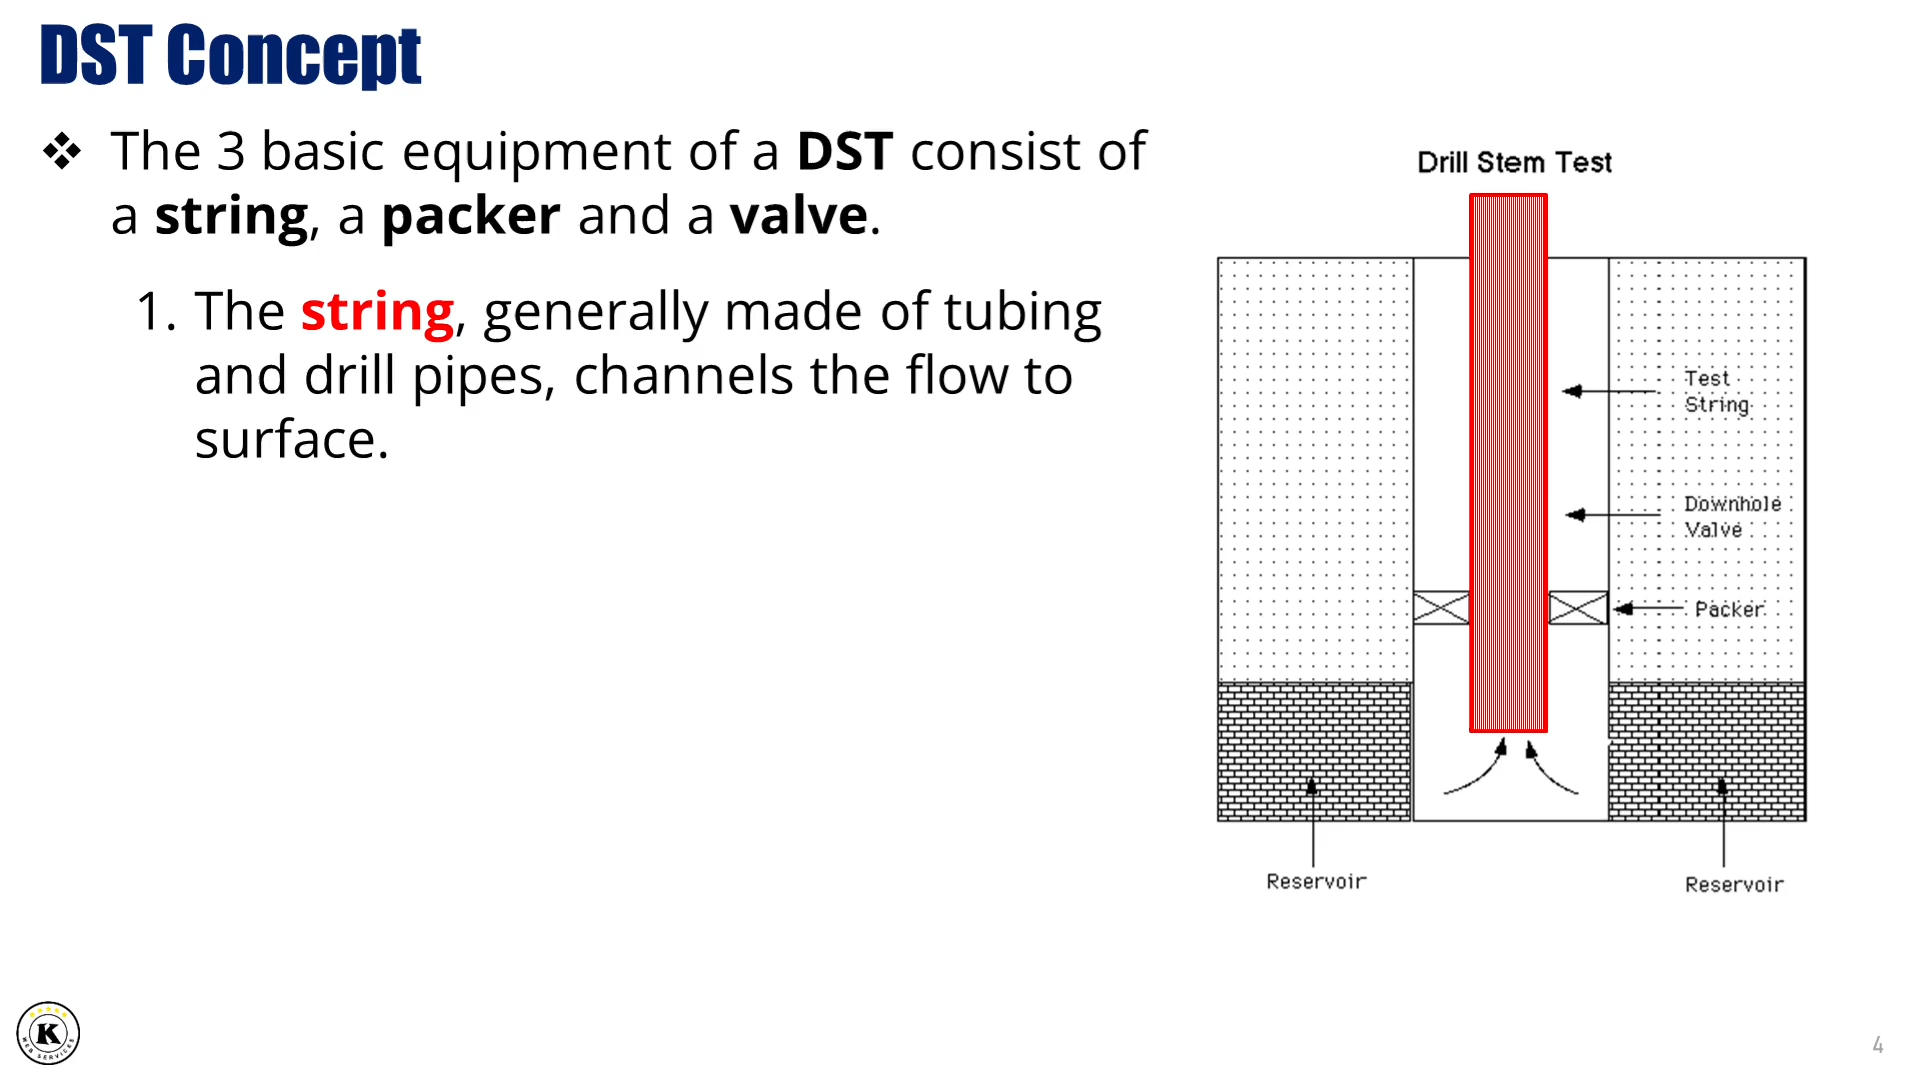 DST Concept
❖ The 3 basic equipment of a DST consist of
a string, a packer and a valve.
1. The string, generally made of tubing
and drill pipes, channels the flow to
surface.
Drill Stem Test
Test
String
Downhole
Valve
Packer
Reservoir
Reservoir
K
WEB SERVICES
4